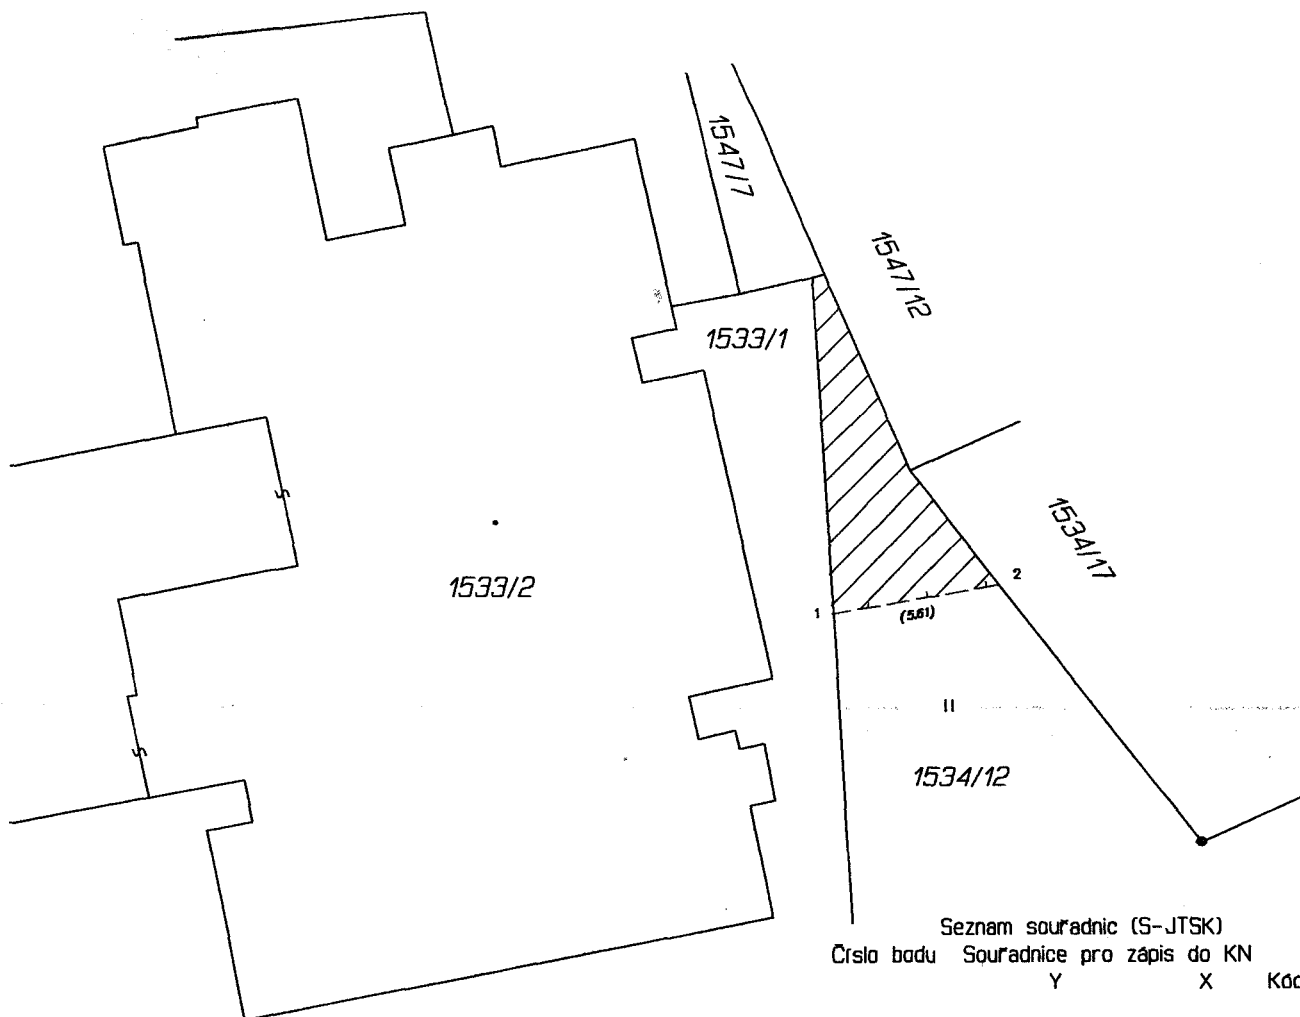 1547/7
1547/12
1533/1
1534/17
1533/2
2
1
(5.61)
II
1534/12
Seznam souřadnic (S-JTSK)
Číslo bodu Souřadnice pro zápis do KN
Y X Kód